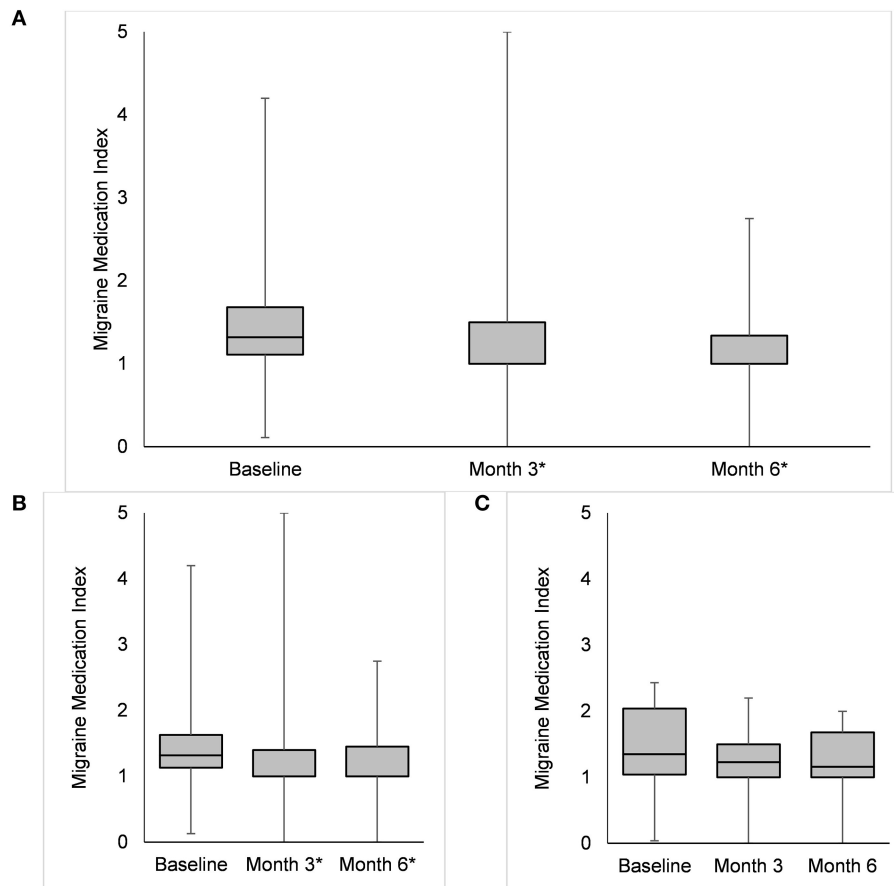 A
Migraine Medication Index
5
4
3
2
1
0
Baseline Month 3* Month 6*
B
Migraine Medication Index
5
4
3
2
1
0
Baseline Month 3* Month 6*
C
Migraine Medication Index
5
4
3
2
1
0
Baseline Month 3 Month 6